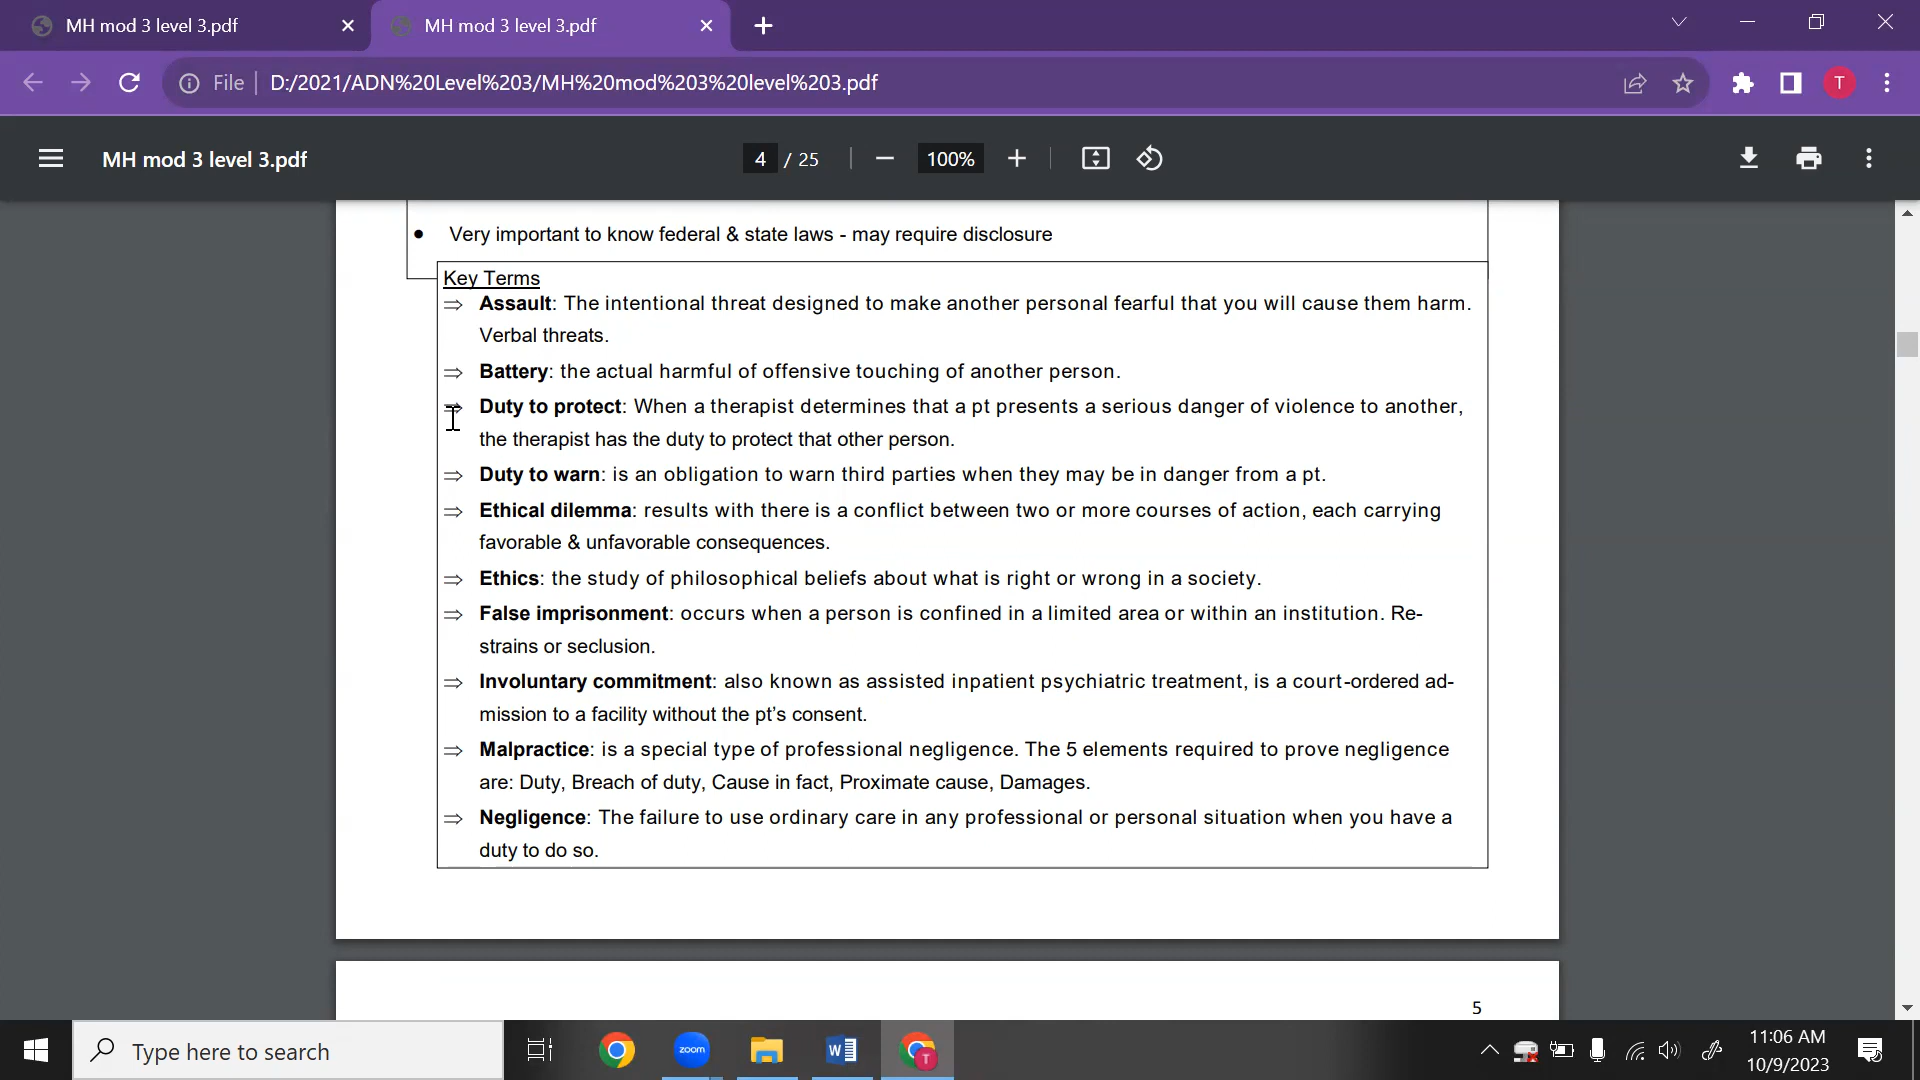 MH mod 3 level 3.pdf
MH mod 3 level 3.pdf
File
D:/2021/ADN%20Level%203/MH%20mod%203%20level%203.pdf
T
MH mod 3 level 3.pdf
4 / 25
100%
Very important to know federal & state laws - may require disclosure
Key Terms
⇒ Assault: The intentional threat designed to make another personal fearful that you will cause them harm.
Verbal threats.
⇒ Battery: the actual harmful of offensive touching of another person.
⇒ Duty to protect: When a therapist determines that a pt presents a serious danger of violence to another,
the therapist has the duty to protect that other person.
⇒ Duty to warn: is an obligation to warn third parties when they may be in danger from a pt.
⇒ Ethical dilemma: results with there is a conflict between two or more courses of action, each carrying
favorable & unfavorable consequences.
⇒ Ethics: the study of philosophical beliefs about what is right or wrong in a society.
⇒ False imprisonment: occurs when a person is confined in a limited area or within an institution. Re-
strains or seclusion.
⇒ Involuntary commitment: also known as assisted inpatient psychiatric treatment, is a court-ordered ad-
mission to a facility without the pt’s consent.
⇒ Malpractice: is a special type of professional negligence. The 5 elements required to prove negligence
are: Duty, Breach of duty, Cause in fact, Proximate cause, Damages.
⇒ Negligence: The failure to use ordinary care in any professional or personal situation when you have a
duty to do so.
5
Type here to search
zoom
W
T
11:06 AM
10/9/2023